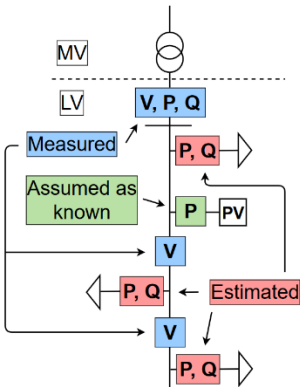 MV
LV
V, P, Q
Measured
P, Q
Assumed as
known
P
PV
V
P, Q
Estimated
V
P, Q